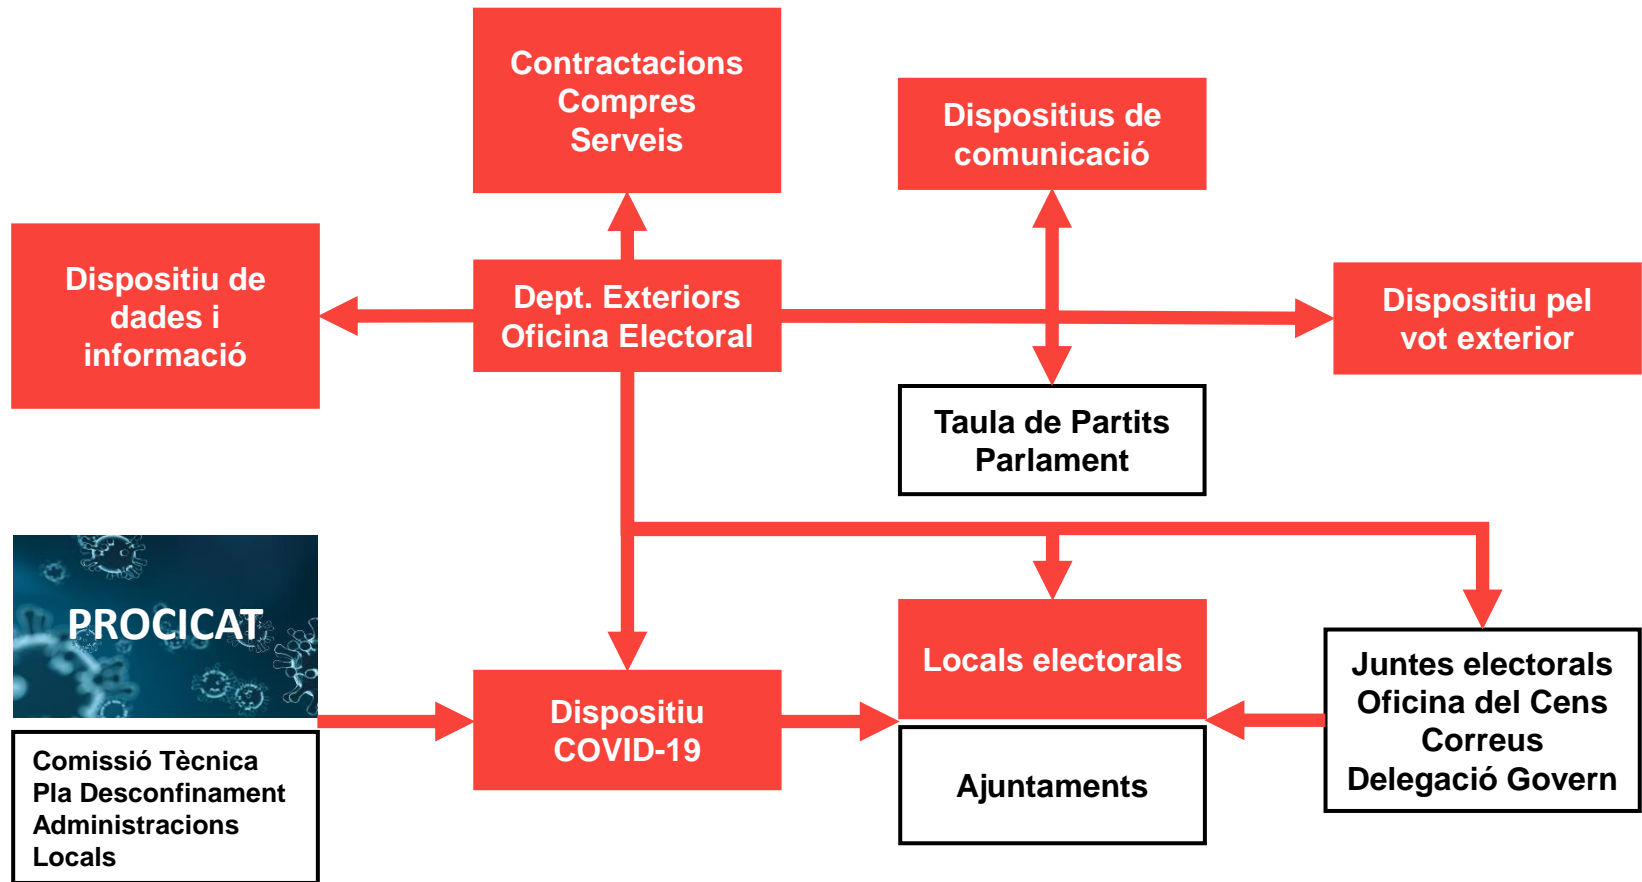 Contractacions
Compres
Serveis
Dispositius de
comunicació
Dispositiu de
dades i
informació
Dept. Exteriors
Oficina Electoral
Dispositiu pel
vot exterior
Taula de Partits
Parlament
PROCICAT
Comissió Tècnica
Pla Desconfinament
Administracions
Locals
Dispositiu
COVID-19
Locals electorals
Ajuntaments
Juntes electorals
Oficina del Cens
Correus
Delegació Govern